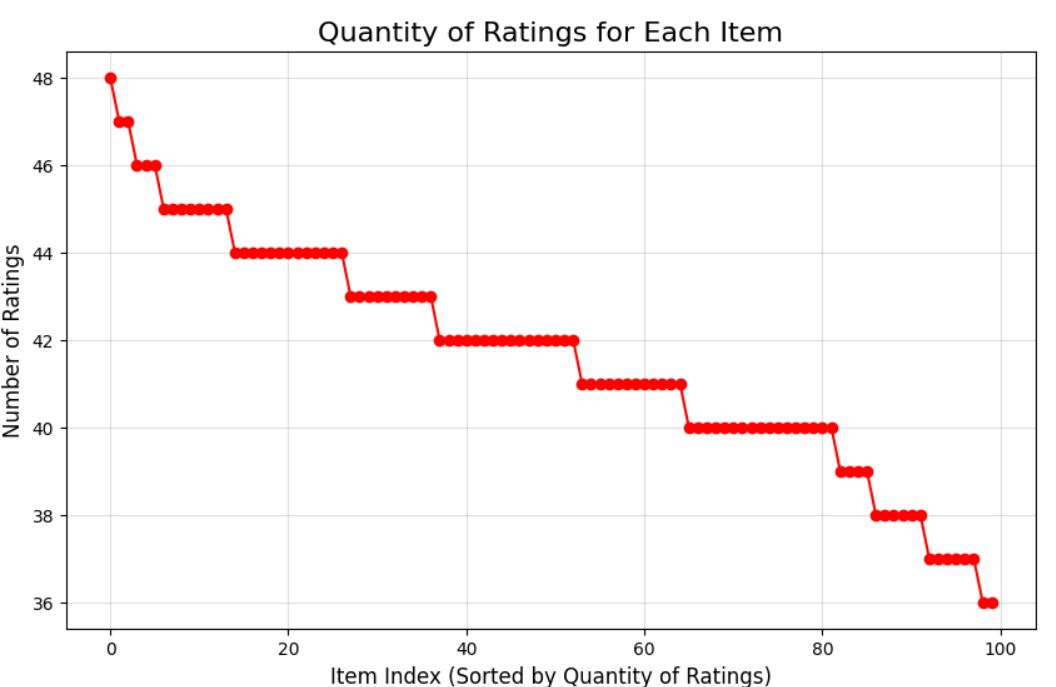 Quantity of Ratings for Each Item
Number of Ratings
48
46
44
42
40
38
36
0 20 40 60 80 100
Item Index (Sorted by Quantity of Ratings)